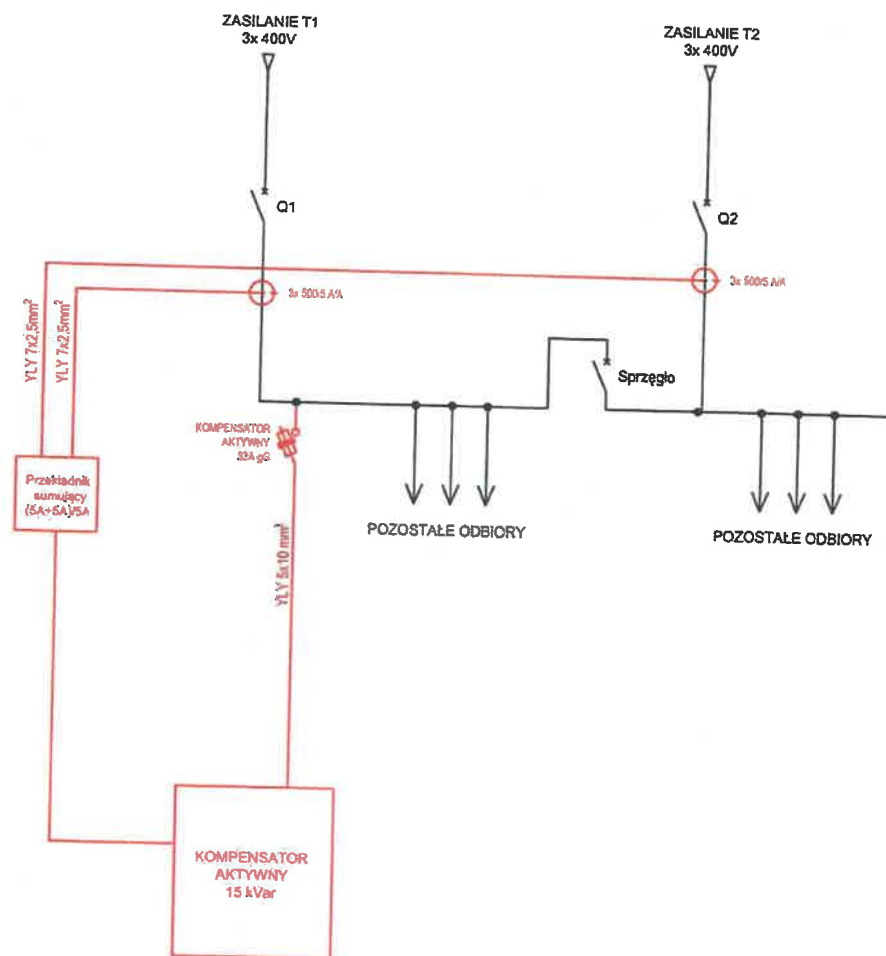 ZASILANIE T1
3x 400V
ZASILANIE T2
3x 400V
Q1
Q2
3x 500/5 A/A
3x 500/5 A/A
YLY 7x2,5mm²
YLY 7x2,5mm²
Sprzęgło
KOMPENSATOR
AKTYWNY
32A gG
Przekładnik
sumujący
(5A+5A)/5A
POZOSTAŁE ODBIORY
POZOSTAŁE ODBIORY
YLY 5x10 mm²
KOMPENSATOR
AKTYWNY
15 kVar